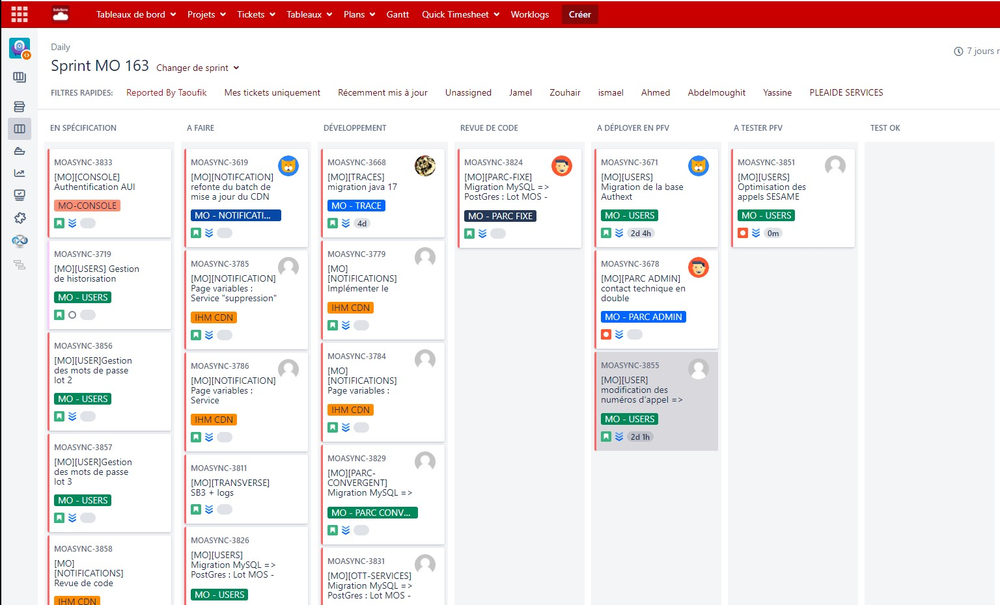 Solutions
Tableaux de bord
Projets
Tickets
Tableaux
Plans
Gantt
Quick Timesheet
Worklogs
Créer
Daily
7 jours r
Sprint MO 163
Changer de sprint
FILTRES RAPIDES:
Reported By Taoufik
Mes tickets uniquement
Récemment mis à jour
Unassigned
Jamel
Zouhair
ismael
Ahmed
Abdelmoughit
Yassine
PLEAIDE SERVICES
EN SPÉCIFICATION
MOASYNC-3833
[MO][CONSOLE]
Authentification AUI
MO-CONSOLE
MOASYNC-3719
[MO][USERS] Gestion
de historisation
MO - USERS
MOASYNC-3856
[MO][USER]Gestion
des mots de passe
lot 2
MO - USERS
MOASYNC-3857
[MO][USER]Gestion
des mots de passe
lot 3
MO - USERS
MOASYNC-3858
[MO]
[NOTIFICATIONS]
Revue de code
IHM CDN
A FAIRE
MOASYNC-3619
[MO][NOTIFCATION]
refonte du batch de
mise a jour du CDN
MO - NOTIFICATI...
MOASYNC-3785
[MO][NOTIFICATION]
Page variables :
Service "suppression"
IHM CDN
MOASYNC-3786
[MO][NOTIFICATION]
Page variables :
Service
IHM CDN
MOASYNC-3811
[MO][TRANSVERSE]
SB3 + logs
MOASYNC-3826
[MO][USERS]
Migration MySQL =>
PostGres : Lot MOS -
MO - USERS
DÉVELOPPEMENT
MOASYNC-3668
[MO][TRACES]
migration java 17
MO - TRACE
4d
MOASYNC-3779
[MO]
[NOTIFICATIONS]
Implémenter le
IHM CDN
MOASYNC-3784
[MO]
[NOTIFICATIONS]
Page variables :
IHM CDN
MOASYNC-3829
[MO][PARC-
CONVERGENT]
Migration MySQL =>
MO - PARC CONV...
MOASYNC-3831
[MO][OTT-SERVICES]
Migration MySQL =>
PostGres : Lot MOS -
REVUE DE CODE
MOASYNC-3824
[MO][PARC-FIXE]
Migration MySQL =>
PostGres : Lot MOS -
MO - PARC FIXE
A DÉPLOYER EN PFV
MOASYNC-3671
[MO][USERS]
Migration de la base
Authext
MO - USERS
2d 4h
MOASYNC-3678
[MO][PARC ADMIN]
contact technique en
double
MO - PARC ADMIN
MOASYNC-3855
[MO][USER]
modification des
numéros d'appel =>
MO - USERS
2d 1h
A TESTER PFV
MOASYNC-3851
[MO][USERS]
Optimisation des
appels SESAME
MO - USERS
0m
TEST OK